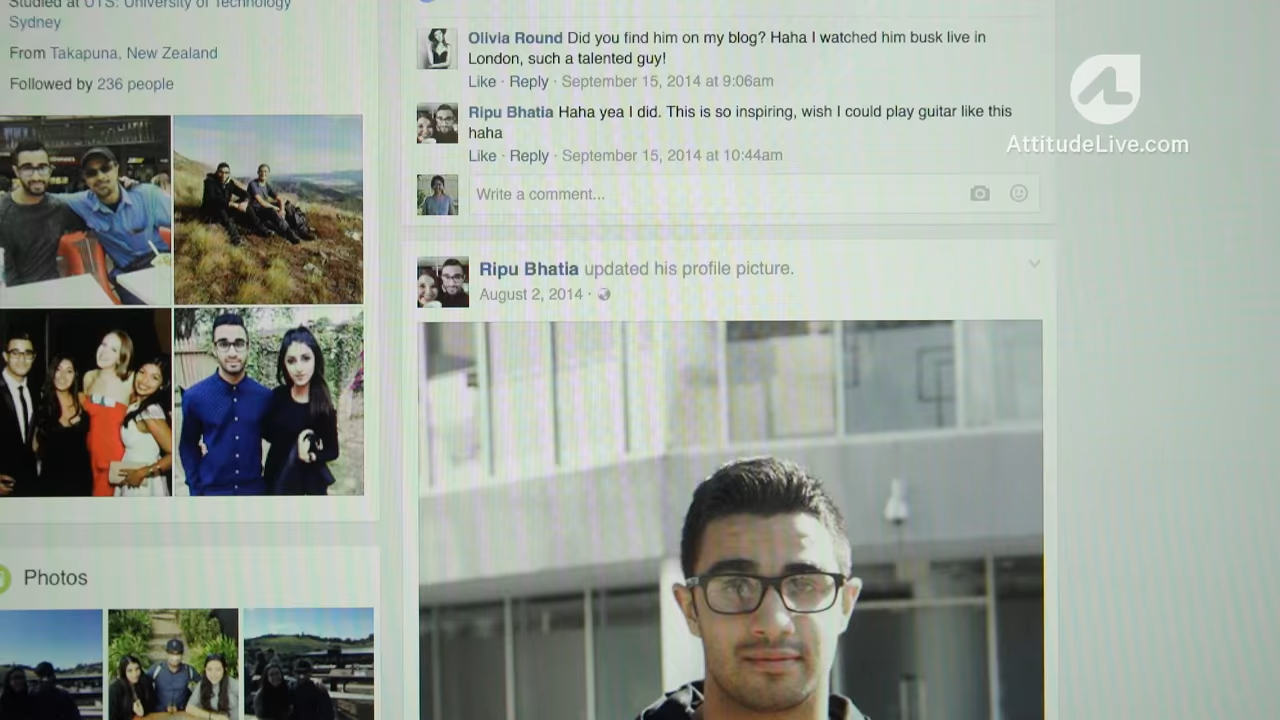 Studied at UTS: University of Technology
Sydney
From Takapuna, New Zealand
Followed by 236 people
Photos
Olivia Round Did you find him on my blog? Haha I watched him busk live in
London, such a talented guy!
Like · Reply · September 15, 2014 at 9:06am
Ripu Bhatia Haha yea I did. This is so inspiring, wish I could play guitar like this
haha
Like · Reply · September 15, 2014 at 10:44am
Write a comment...
Ripu Bhatia updated his profile picture.
August 2, 2014 ·
AttitudeLive.com